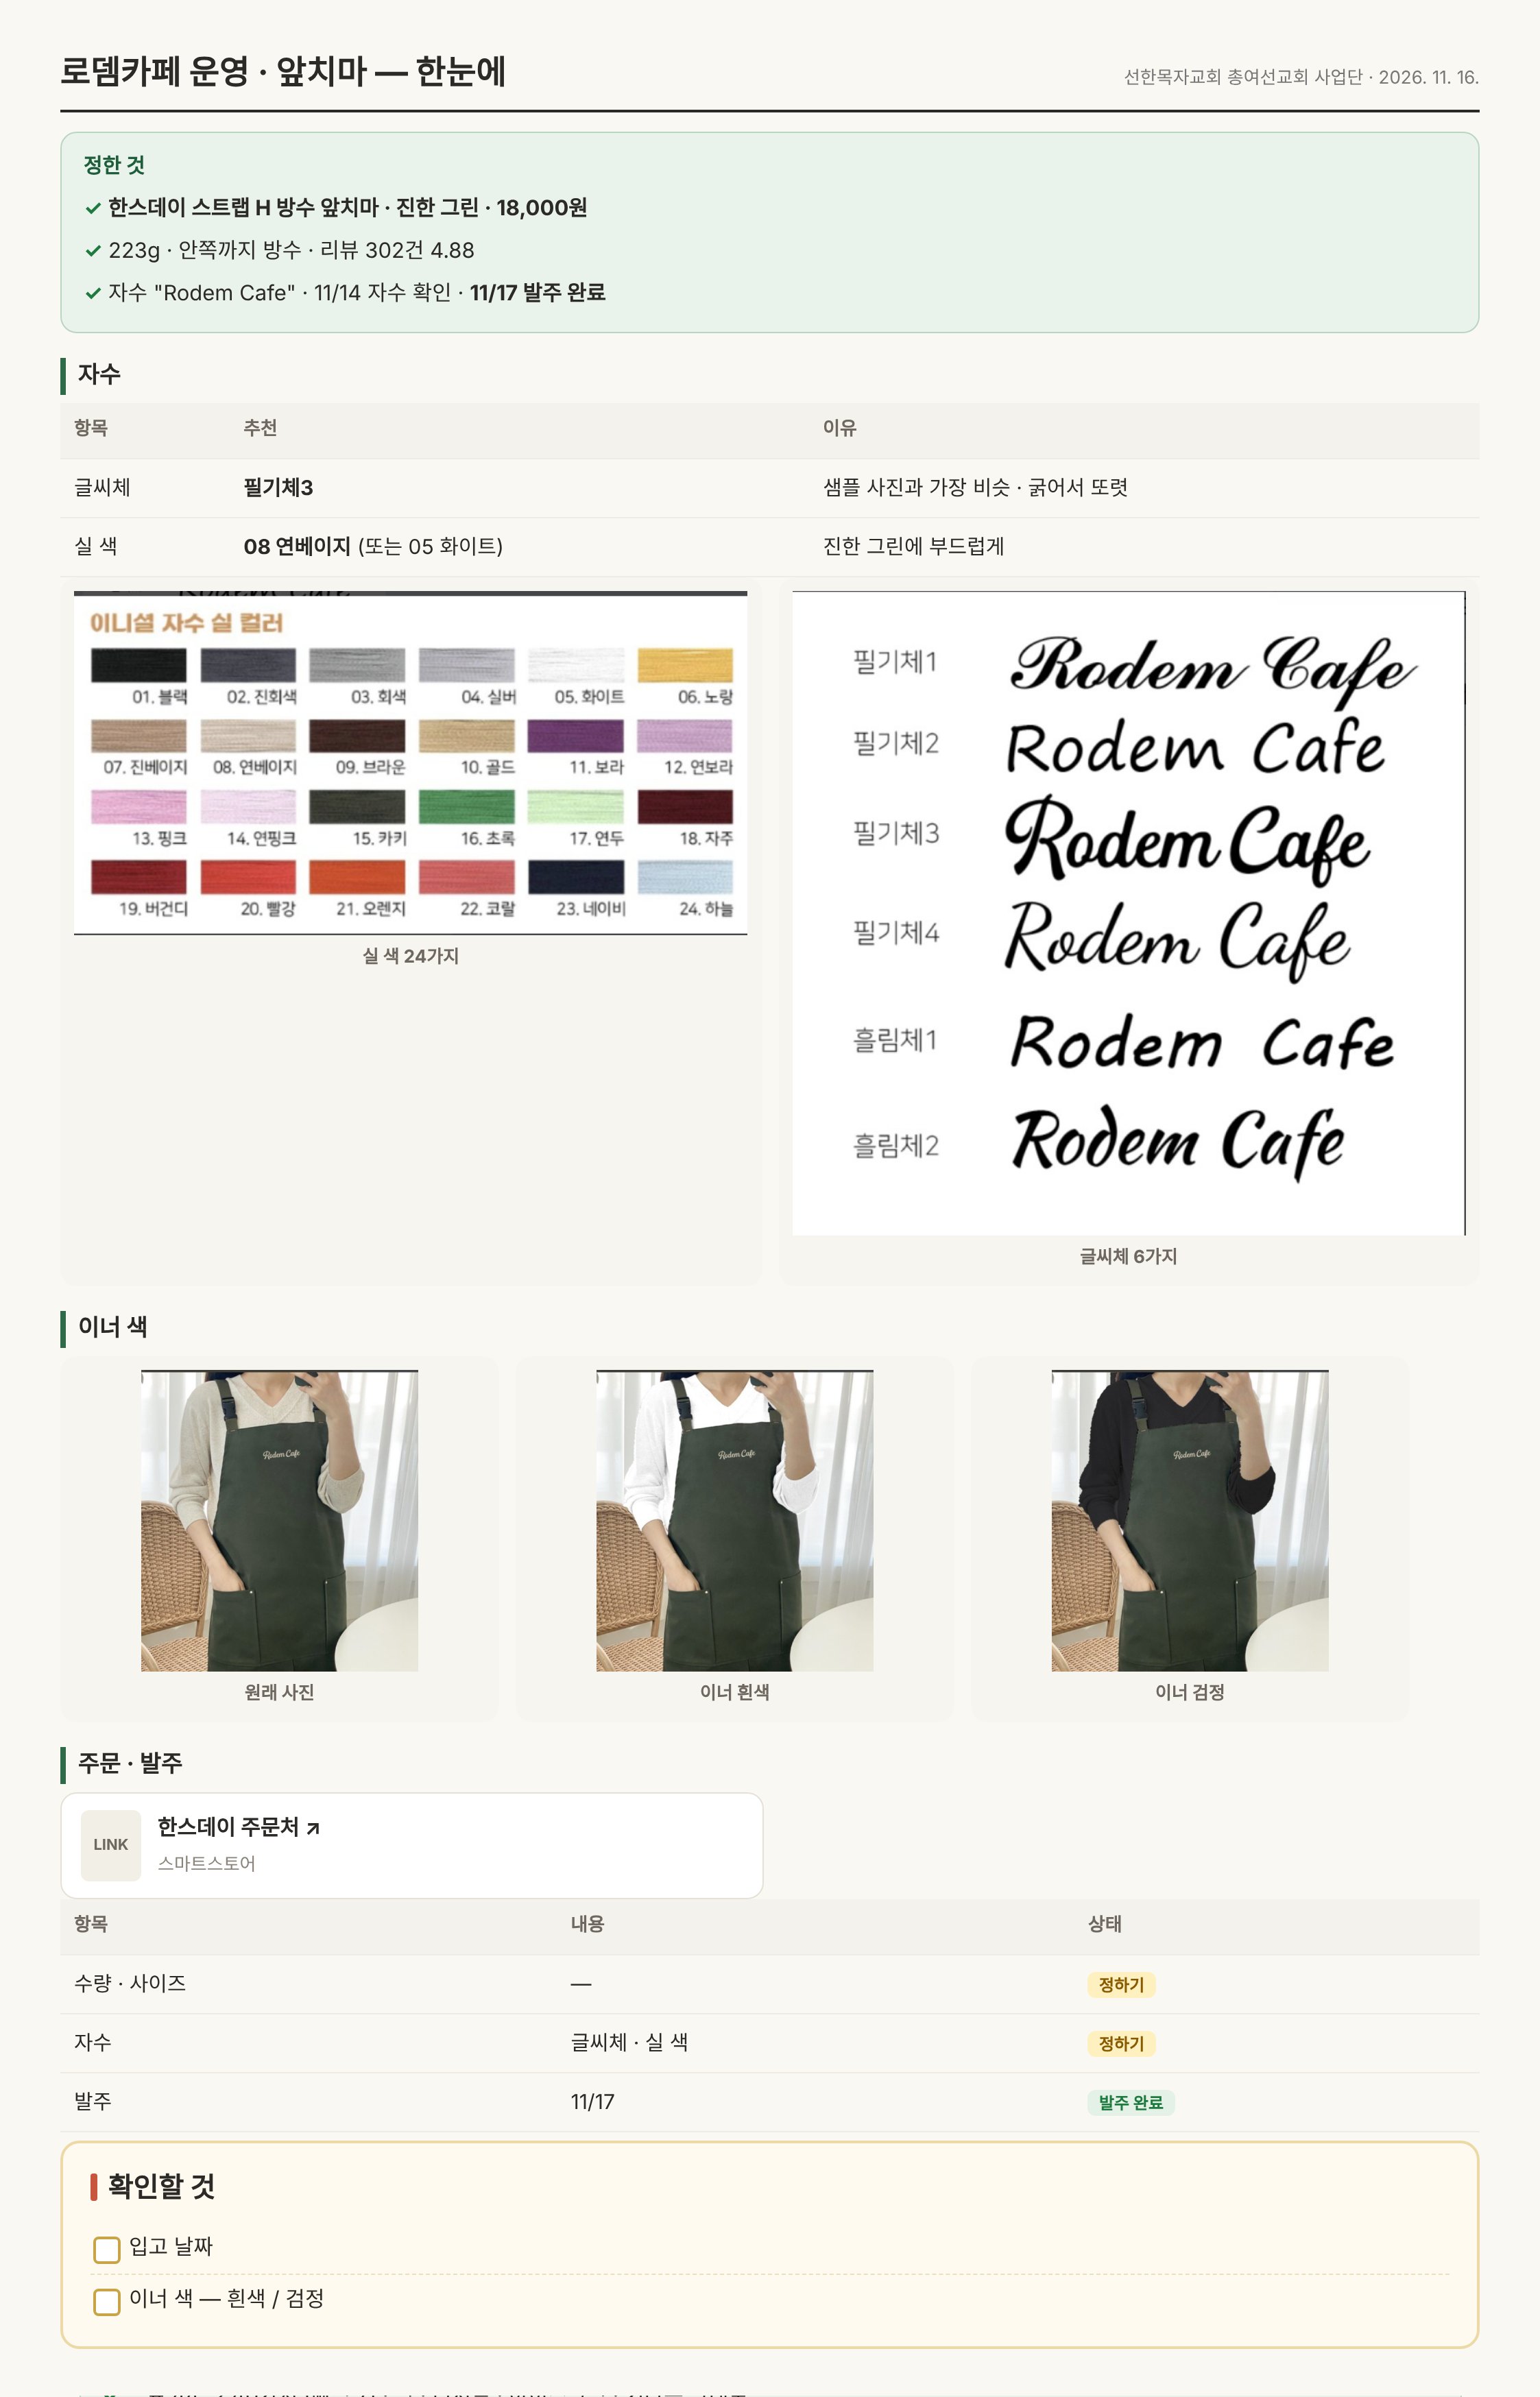 로뎀카페 운영 · 앞치마 — 한눈에
선한목자교회 총여선교회 사업단 · 2026. 11. 16.
정한 것
✓ 한스데이 스트랩 H 방수 앞치마 · 진한 그린 · 18,000원
✓ 223g · 안쪽까지 방수 · 리뷰 302건 4.88
✓ 자수 "Rodem Cafe" · 11/14 자수 확인 · 11/17 발주 완료
자수
항목 추천 이유
글씨체 필기체3 샘플 사진과 가장 비슷 · 굵어서 또렷
실 색 08 연베이지 (또는 05 화이트) 진한 그린에 부드럽게
이니셜 자수 실 컬러
01. 블랙 02. 진회색 03. 회색 04. 실버 05. 화이트 06. 노랑
07. 진베이지 08. 연베이지 09. 브라운 10. 골드 11. 보라 12. 연보라
13. 핑크 14. 연핑크 15. 카키 16. 초록 17. 연두 18. 자주
19. 버건디 20. 빨강 21. 오렌지 22. 코랄 23. 네이비 24. 하늘
실 색 24가지
필기체1 Rodem Cafe
필기체2 Rodem Cafe
필기체3 Rodem Cafe
필기체4 Rodem Cafe
흘림체1 Rodem Cafe
흘림체2 Rodem Cafe
글씨체 6가지
이너 색
Rodem Cafe
Rodem Cafe
Rodem Cafe
원래 사진
이너 흰색
이너 검정
주문 · 발주
LINK
한스데이 주문처 ↗
스마트스토어
항목 내용 상태
수량 · 사이즈 — 정하기
자수 글씨체 · 실 색 정하기
발주 11/17 발주 완료
확인할 것
입고 날짜
이너 색 — 흰색 / 검정